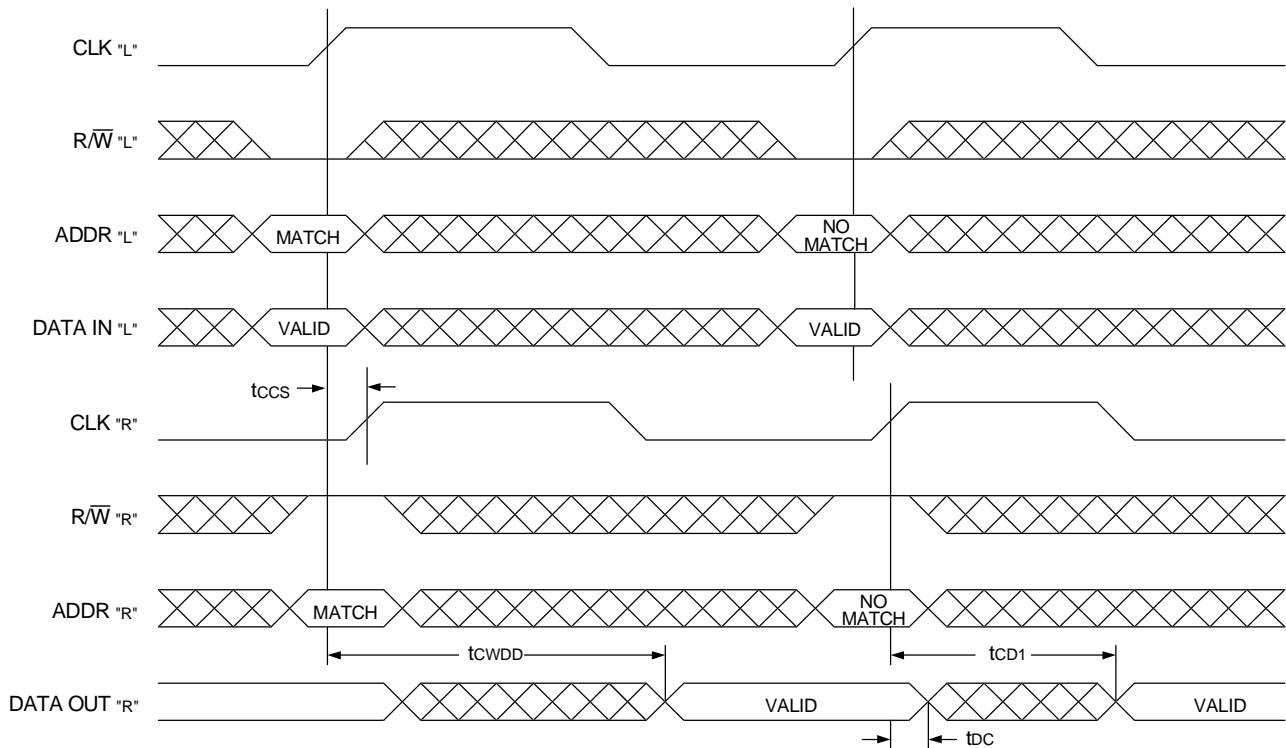 CLK "L"
R/W̅ "L"
ADDR "L" MATCH NO MATCH
DATA IN "L" VALID VALID
tCCS
CLK "R"
R/W̅ "R"
ADDR "R" MATCH NO MATCH
tCWDD tCD1
DATA OUT "R" VALID VALID
tDC